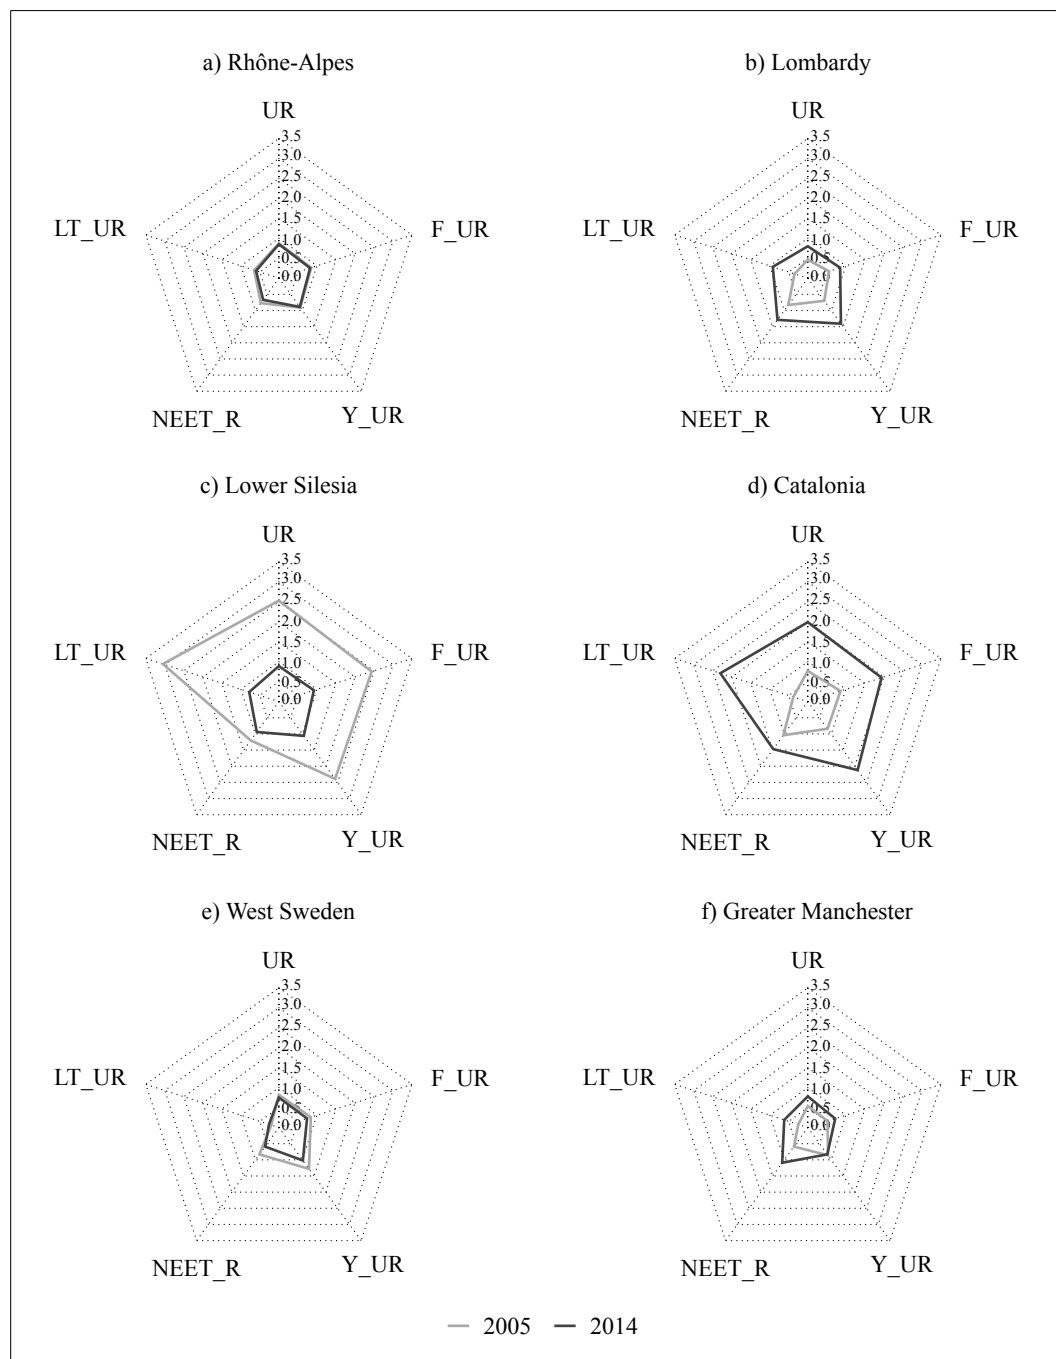 a) Rhône-Alpes
UR
3.5
3.0
2.5
2.0
1.5
1.0
0.5
0.0
LT_UR
F_UR
NEET_R
Y_UR
b) Lombardy
UR
3.5
3.0
2.5
2.0
1.5
1.0
0.5
0.0
LT_UR
F_UR
NEET_R
Y_UR
c) Lower Silesia
UR
3.5
3.0
2.5
2.0
1.5
1.0
0.5
0.0
LT_UR
F_UR
NEET_R
Y_UR
d) Catalonia
UR
3.5
3.0
2.5
2.0
1.5
1.0
0.5
0.0
LT_UR
F_UR
NEET_R
Y_UR
e) West Sweden
UR
3.5
3.0
2.5
2.0
1.5
1.0
0.5
0.0
LT_UR
F_UR
NEET_R
Y_UR
f) Greater Manchester
UR
3.5
3.0
2.5
2.0
1.5
1.0
0.5
0.0
LT_UR
F_UR
NEET_R
Y_UR
2005 2014